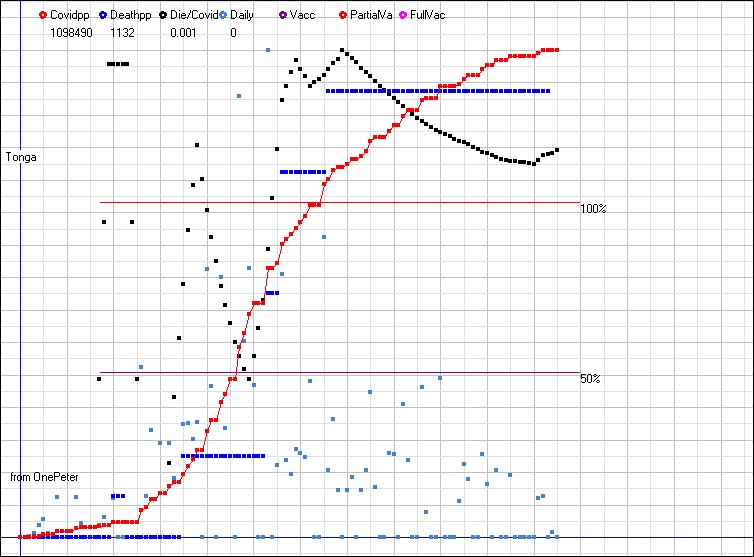 Covidpp Deathpp Die/Covid Daily Vacc PartialVa FullVac
1098490 1132 0.001 0
Tonga
100%
50%
from OnePeter